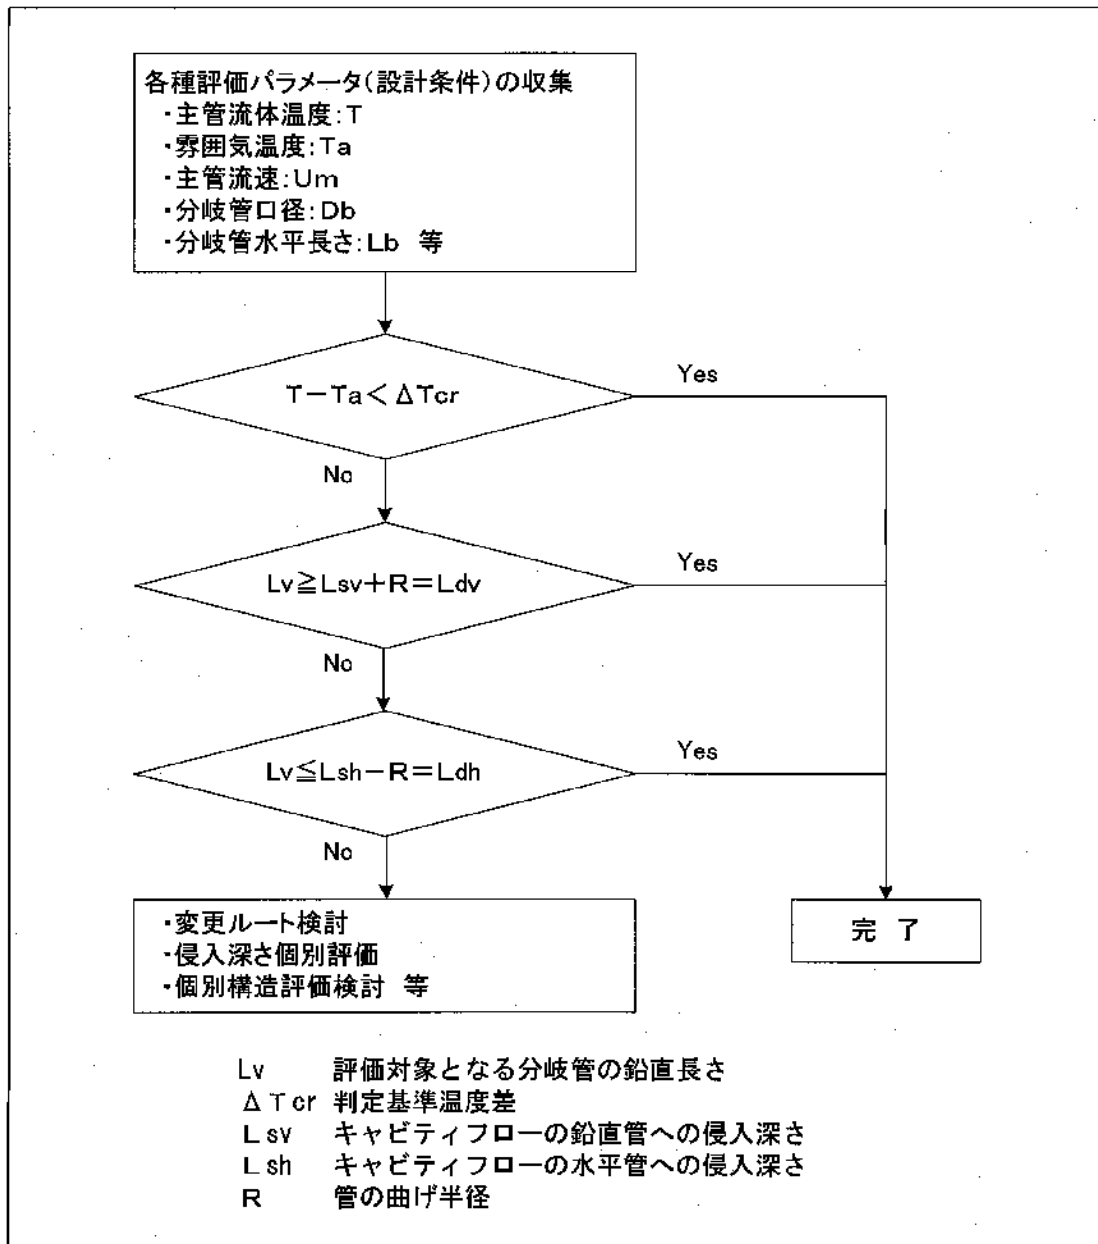 各種評価パラメータ(設計条件)の収集
・主管流体温度:T
・雰囲気温度:Ta
・主管流速:Um
・分岐管口径:Db
・分岐管水平長さ:Lb 等
T-Ta<ΔTcr
Yes
No
Lv≧Lsv+R=Ldv
Yes
No
Lv≦Lsh-R=Ldh
Yes
No
・変更ルート検討
・侵入深さ個別評価
・個別構造評価検討 等
完 了
Lv 評価対象となる分岐管の鉛直長さ
ΔTcr 判定基準温度差
Lsv キャビティフローの鉛直管への侵入深さ
Lsh キャビティフローの水平管への侵入深さ
R 管の曲げ半径